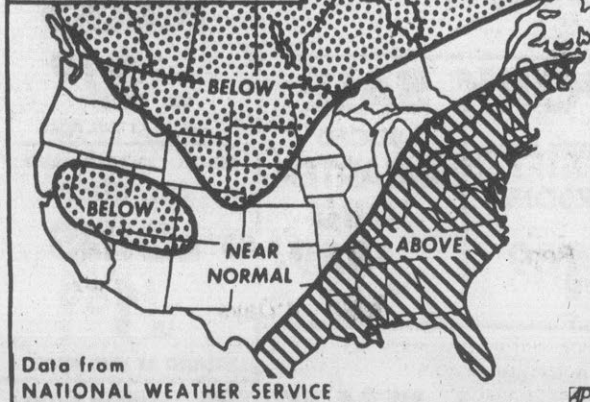 BELOW
BELOW
NEAR
NORMAL
ABOVE
Data from
NATIONAL WEATHER SERVICE
AP